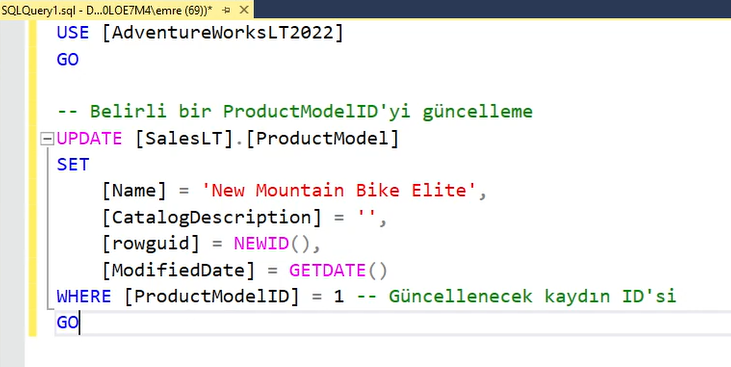 SQLQuery1.sql - D...0LOE7M4\emre (69))*
USE [AdventureWorksLT2022]
GO
-- Belirli bir ProductModelID'yi güncelleme
UPDATE [SalesLT].[ProductModel]
SET
[Name] = 'New Mountain Bike Elite',
[CatalogDescription] = '',
[rowguid] = NEWID(),
[ModifiedDate] = GETDATE()
WHERE [ProductModelID] = 1 -- Güncellenecek kaydın ID'si
GO